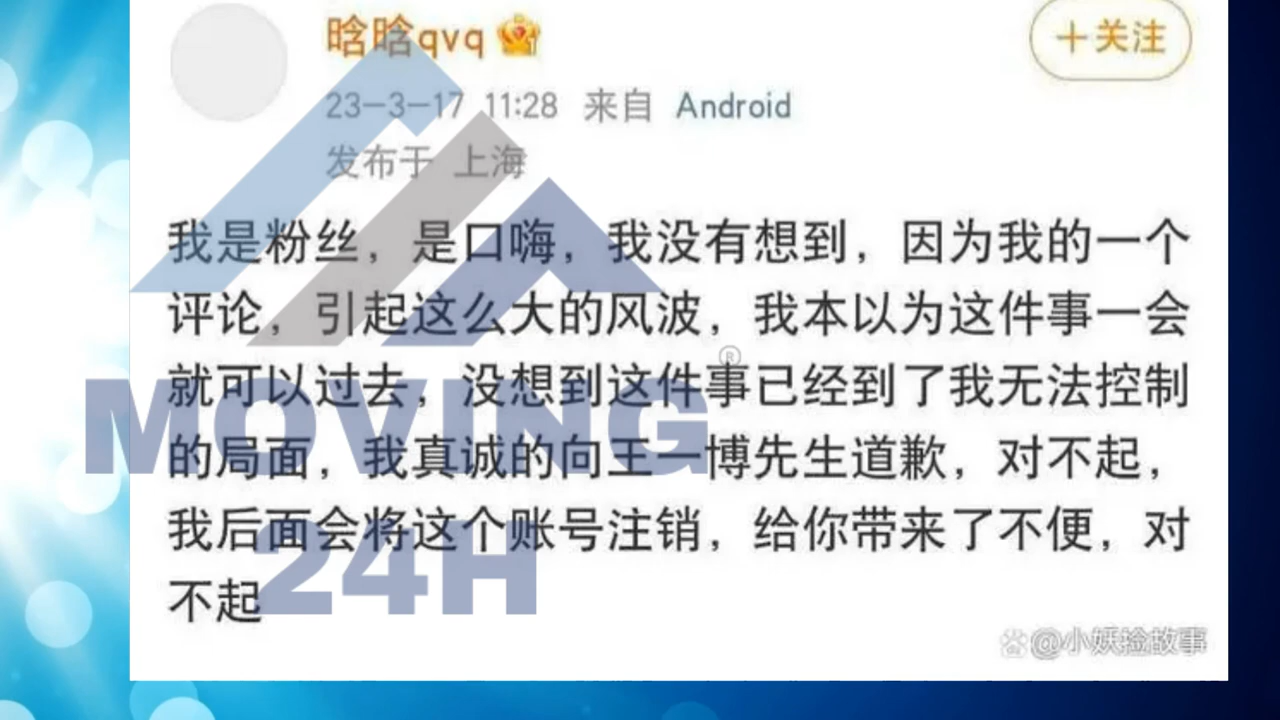 晗晗qvq
+关注
23-3-17 11:28 来自 Android
发布于 上海
我是粉丝，是口嗨，我没有想到，因为我的一个
评论，引起这么大的风波，我本以为这件事一会
就可以过去，没想到这件事已经到了我无法控制
的局面，我真诚的向王一博先生道歉，对不起，
我后面会将这个账号注销，给你带来了不便，对
不起
®
MOVING
24H
@小妖捡故事